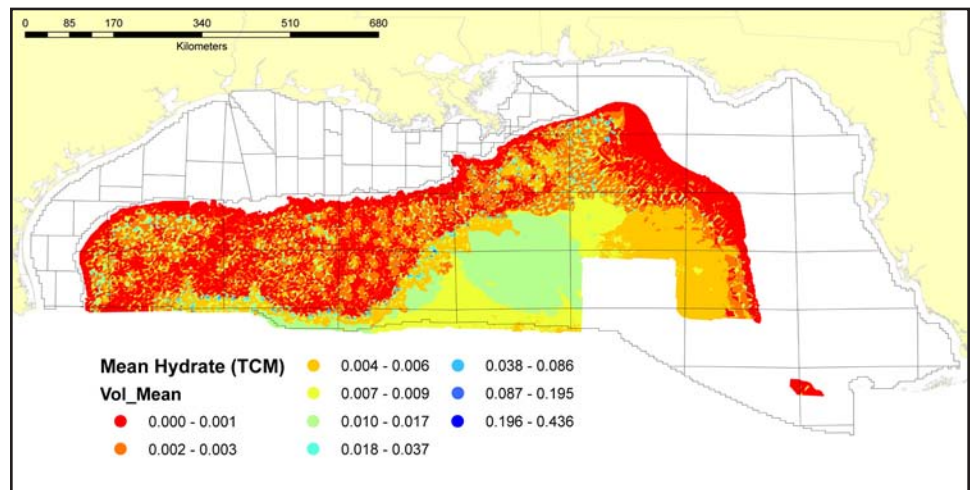 0 85 170 340 510 680
Kilometers
Mean Hydrate (TCM)
Vol_Mean
0.000 - 0.001
0.002 - 0.003
0.004 - 0.006
0.007 - 0.009
0.010 - 0.017
0.018 - 0.037
0.038 - 0.086
0.087 - 0.195
0.196 - 0.436